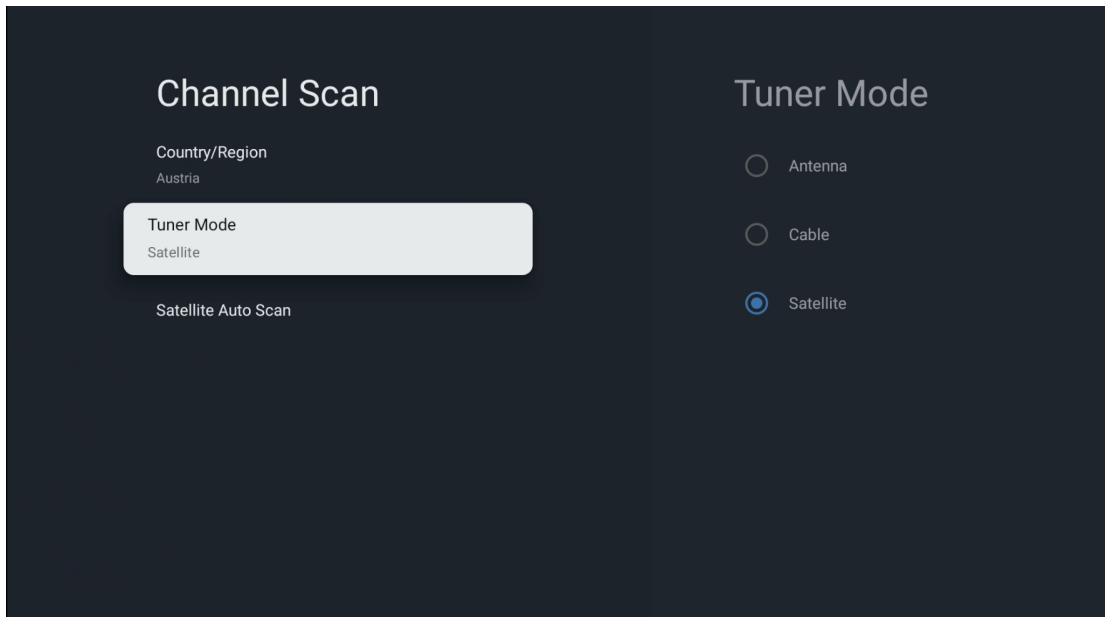 Channel Scan
Country/Region
Austria
Tuner Mode
Satellite
Satellite Auto Scan
Tuner Mode
Antenna
Cable
Satellite